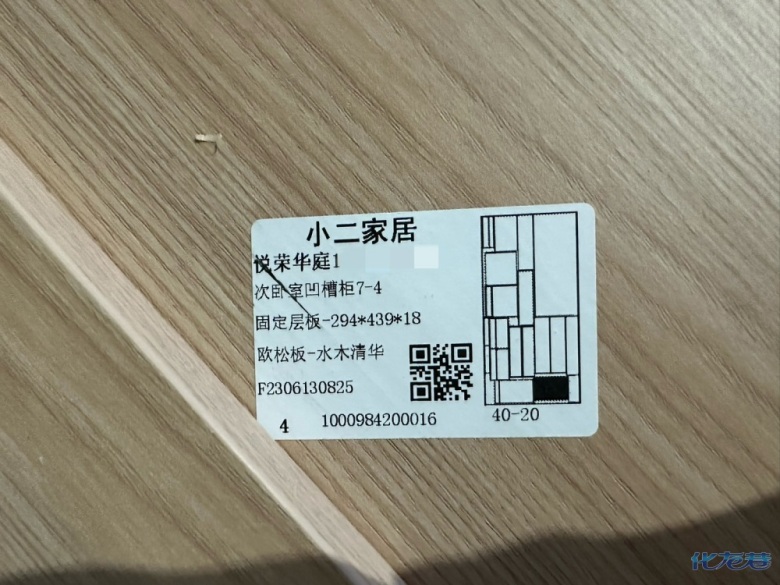 小二家居
悦荣华庭1
次卧室凹槽柜7-4
固定层板-294*439*18
欧松板-水木清华
F2306130825
4 1000984200016
40-20
化龙巷